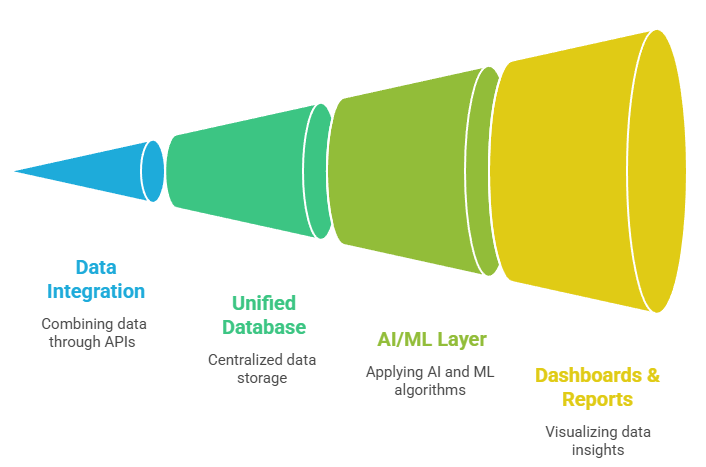 Data
Integration
Combining data
through APIs
Unified
Database
Centralized data
storage
AI/ML Layer
Applying AI and ML
algorithms
Dashboards &
Reports
Visualizing data
insights